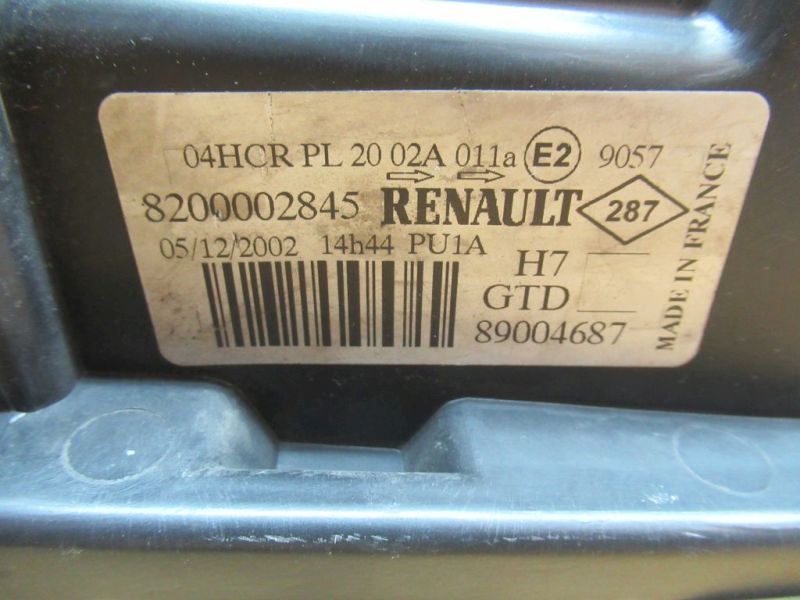 04HCR PL 20 02A 011a E2 9057
8200002845 RENAULT 287
05/12/2002 14h44 PU1A
H7
GTD
89004687
MADE IN FRANCE